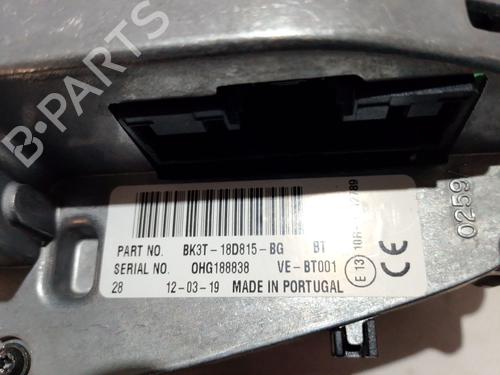 PART NO. BK3T-18D815-BG BT
SERIAL NO. OHG188838 VE-BT001
28 12-03-19 MADE IN PORTUGAL
E 13
CE
B-PARTS